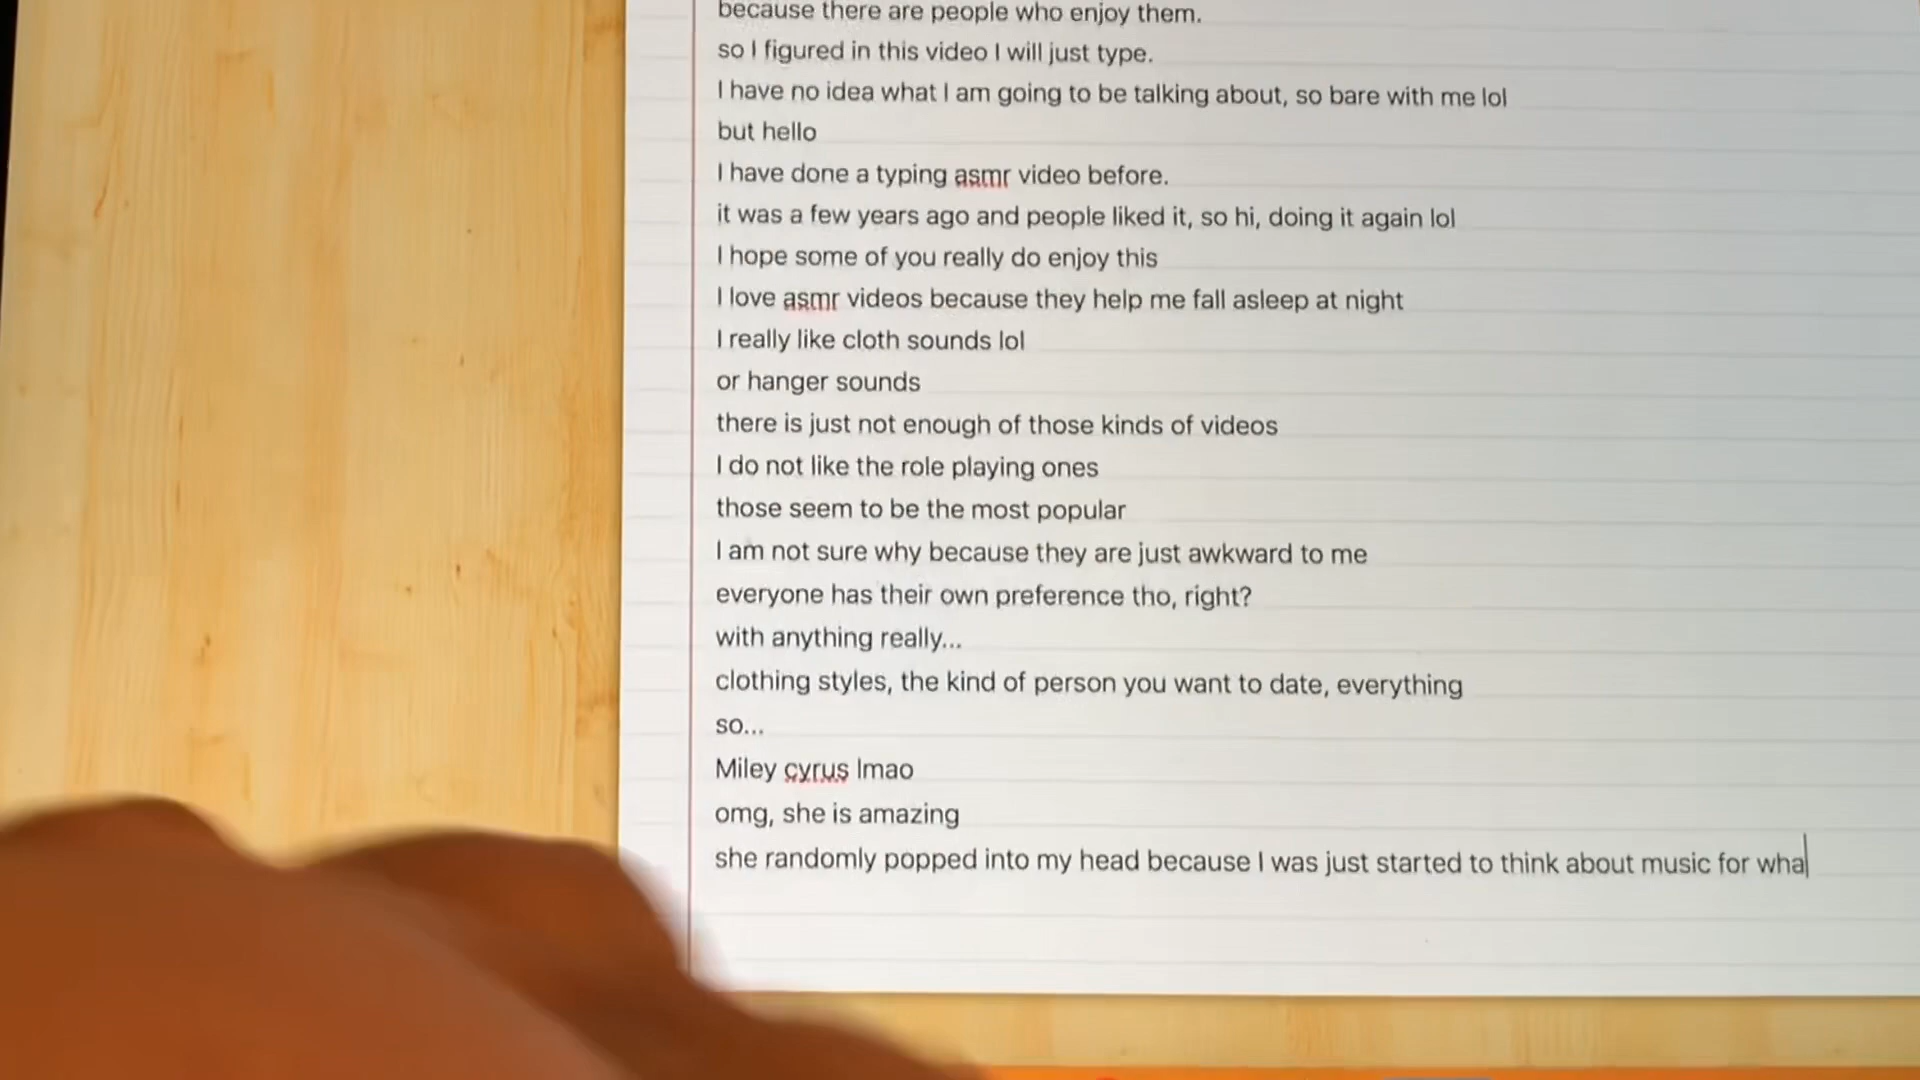 because there are people who enjoy them.
so I figured in this video I will just type.
I have no idea what I am going to be talking about, so bare with me lol
but hello
I have done a typing asmr video before.
it was a few years ago and people liked it, so hi, doing it again lol
I hope some of you really do enjoy this
I love asmr videos because they help me fall asleep at night
I really like cloth sounds lol
or hanger sounds
there is just not enough of those kinds of videos
I do not like the role playing ones
those seem to be the most popular
I am not sure why because they are just awkward to me
everyone has their own preference tho, right?
with anything really...
clothing styles, the kind of person you want to date, everything
so...
Miley cyrus lmao
omg, she is amazing
she randomly popped into my head because I was just started to think about music for wha